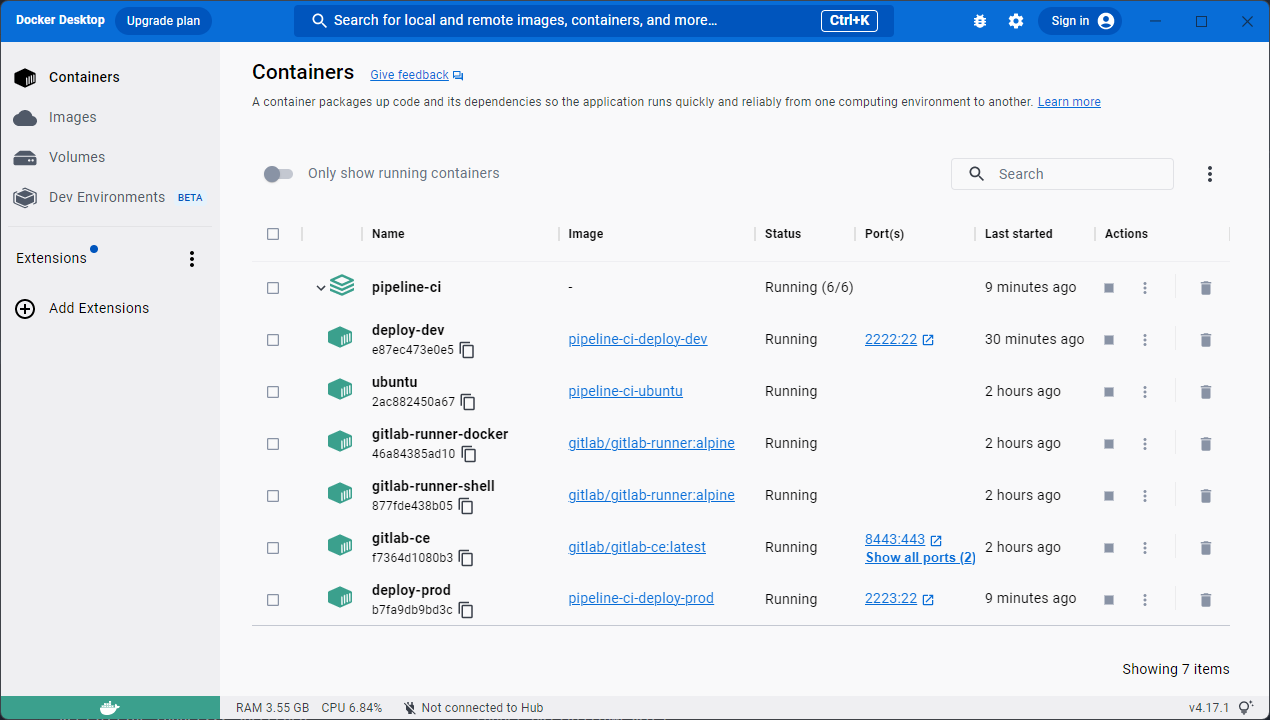 Docker Desktop Upgrade plan Search for local and remote images, containers, and more... Ctrl+K Sign in
Containers
Images
Volumes
Dev Environments BETA
Extensions
Add Extensions
Containers Give feedback
A container packages up code and its dependencies so the application runs quickly and reliably from one computing environment to another. Learn more
Only show running containers Search
Name Image Status Port(s) Last started Actions
pipeline-ci - Running (6/6) 9 minutes ago
deploy-dev
e87ec473e0e5 pipeline-ci-deploy-dev Running 2222:22 30 minutes ago
ubuntu
2ac882450a67 pipeline-ci-ubuntu Running 2 hours ago
gitlab-runner-docker
46a84385ad10 gitlab/gitlab-runner:alpine Running 2 hours ago
gitlab-runner-shell
877fde438b05 gitlab/gitlab-runner:alpine Running 2 hours ago
gitlab-ce
f7364d1080b3 gitlab/gitlab-ce:latest Running 8443:443 2 hours ago
Show all ports (2)
deploy-prod
b7fa9db9bd3c pipeline-ci-deploy-prod Running 2223:22 9 minutes ago
Showing 7 items
RAM 3.55 GB CPU 6.84% Not connected to Hub v4.17.1